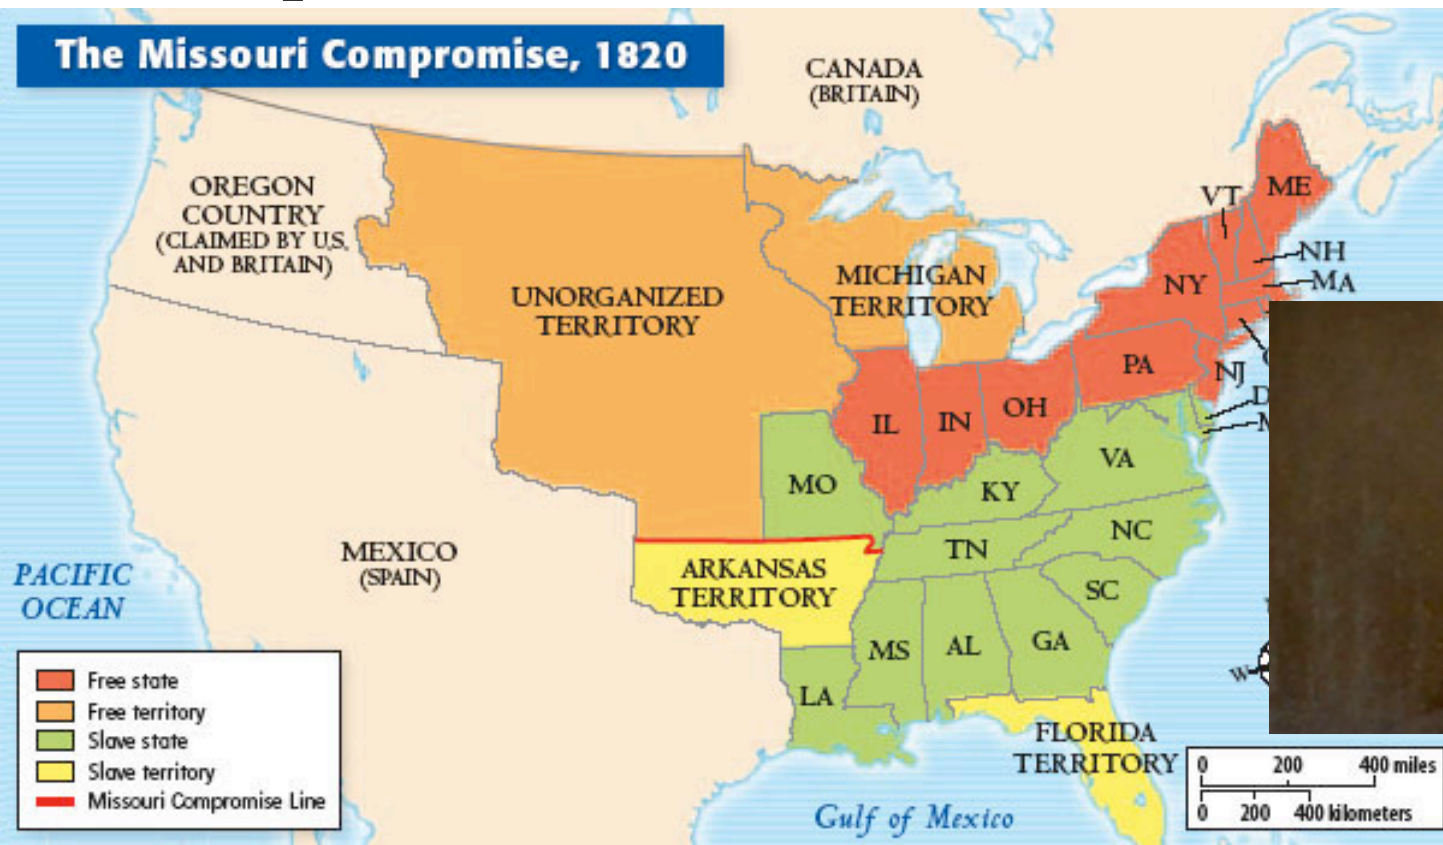 The Missouri Compromise, 1820
CANADA
(BRITAIN)
OREGON
COUNTRY
(CLAIMED BY U.S.
AND BRITAIN)
UNORGANIZED
TERRITORY
MICHIGAN
TERRITORY
VT
ME
NH
MA
NY
PA
NJ
D
IL
IN
OH
MO
KY
VA
TN
NC
SC
MEXICO
(SPAIN)
ARKANSAS
TERRITORY
MS
AL
GA
LA
FLORIDA
TERRITORY
PACIFIC
OCEAN
Gulf of Mexico
W
Free state
Free territory
Slave state
Slave territory
Missouri Compromise Line
0 200 400 miles
0 200 400 kilometers